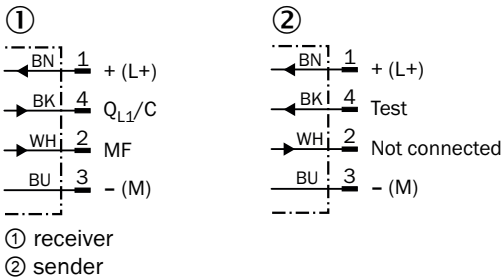 ①
BN 1 + (L+)
BK 4 QL1/C
WH 2 MF
BU 3 – (M)
②
BN 1 + (L+)
BK 4 Test
WH 2 Not connected
BU 3 – (M)
① receiver
② sender